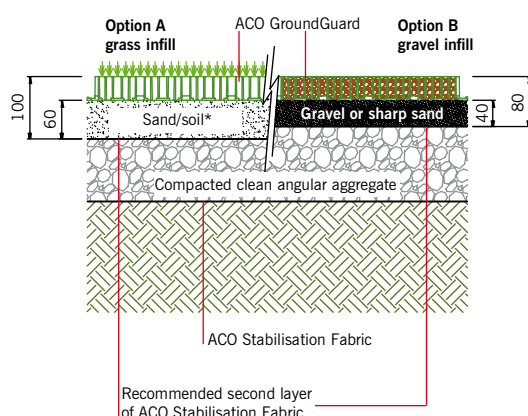 Option A
grass infill
ACO GroundGuard
Option B
gravel infill
100
60
Sand/soil*
Gravel or sharp sand
40
80
Compacted clean angular aggregate
ACO Stabilisation Fabric
Recommended second layer
of ACO Stabilisation Fabric